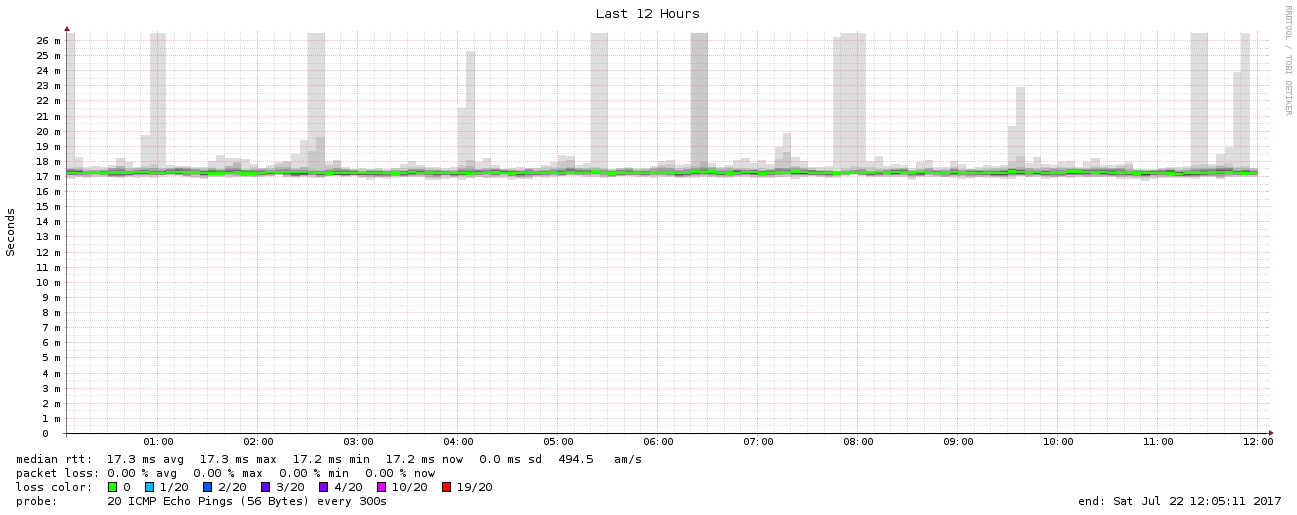 Last 12 Hours
RRDTOOL / TOBI OETIKER
Seconds
26 m
25 m
24 m
23 m
22 m
21 m
20 m
19 m
18 m
17 m
16 m
15 m
14 m
13 m
12 m
11 m
10 m
9 m
8 m
7 m
6 m
5 m
4 m
3 m
2 m
1 m
0
01:00 02:00 03:00 04:00 05:00 06:00 07:00 08:00 09:00 10:00 11:00 12:00
median rtt: 17.3 ms avg 17.3 ms max 17.2 ms min 17.2 ms now 0.0 ms sd 494.5 am/s
packet loss: 0.00 % avg 0.00 % max 0.00 % min 0.00 % now
loss color: 0 1/20 2/20 3/20 4/20 10/20 19/20
probe: 20 ICMP Echo Pings (56 Bytes) every 300s end: Sat Jul 22 12:05:11 2017